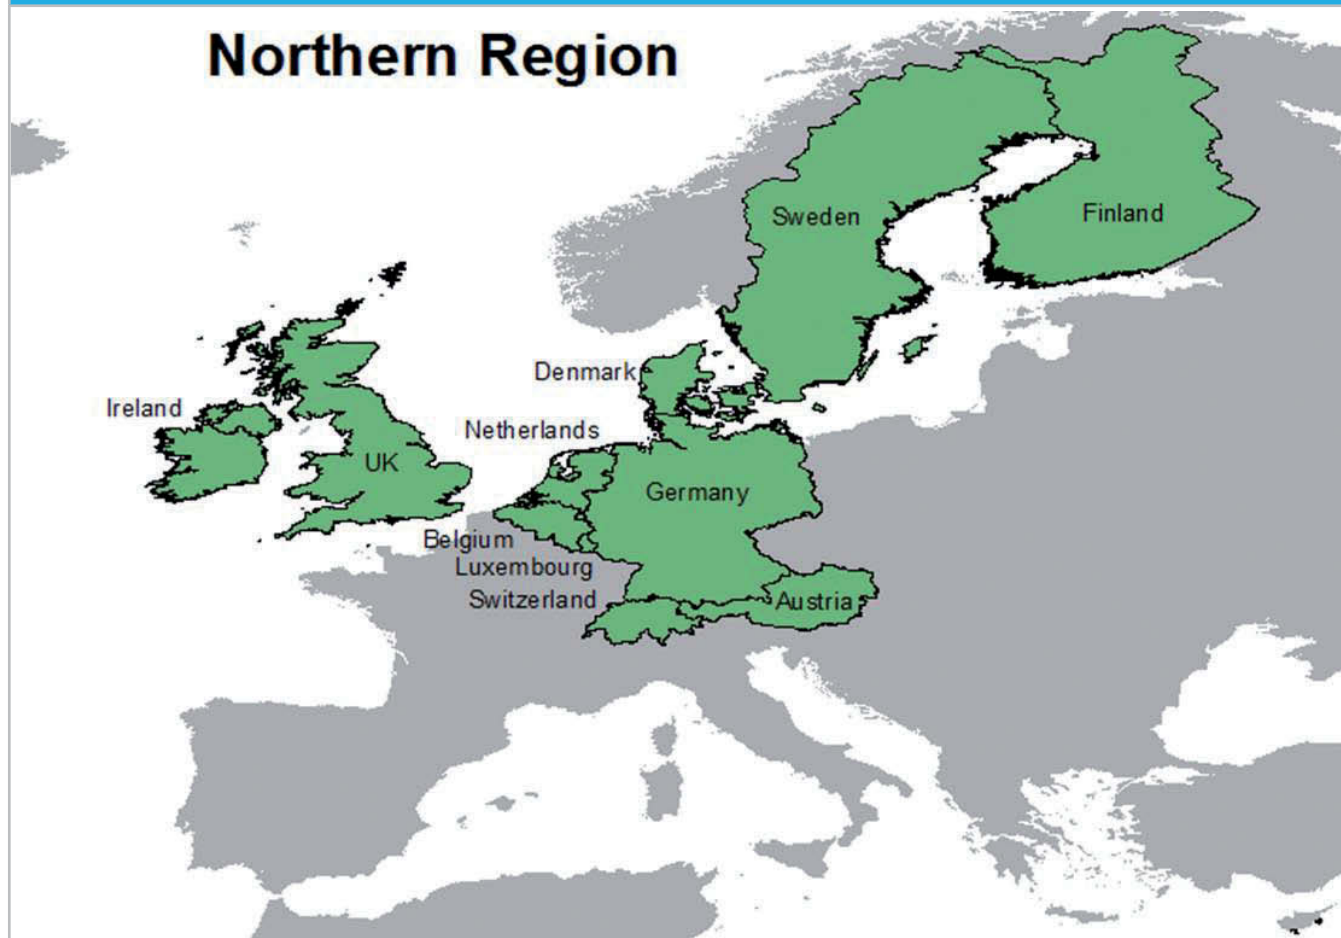 Northern Region
Sweden
Finland
Denmark
Ireland
Netherlands
UK
Germany
Belgium
Luxembourg
Switzerland
Austria